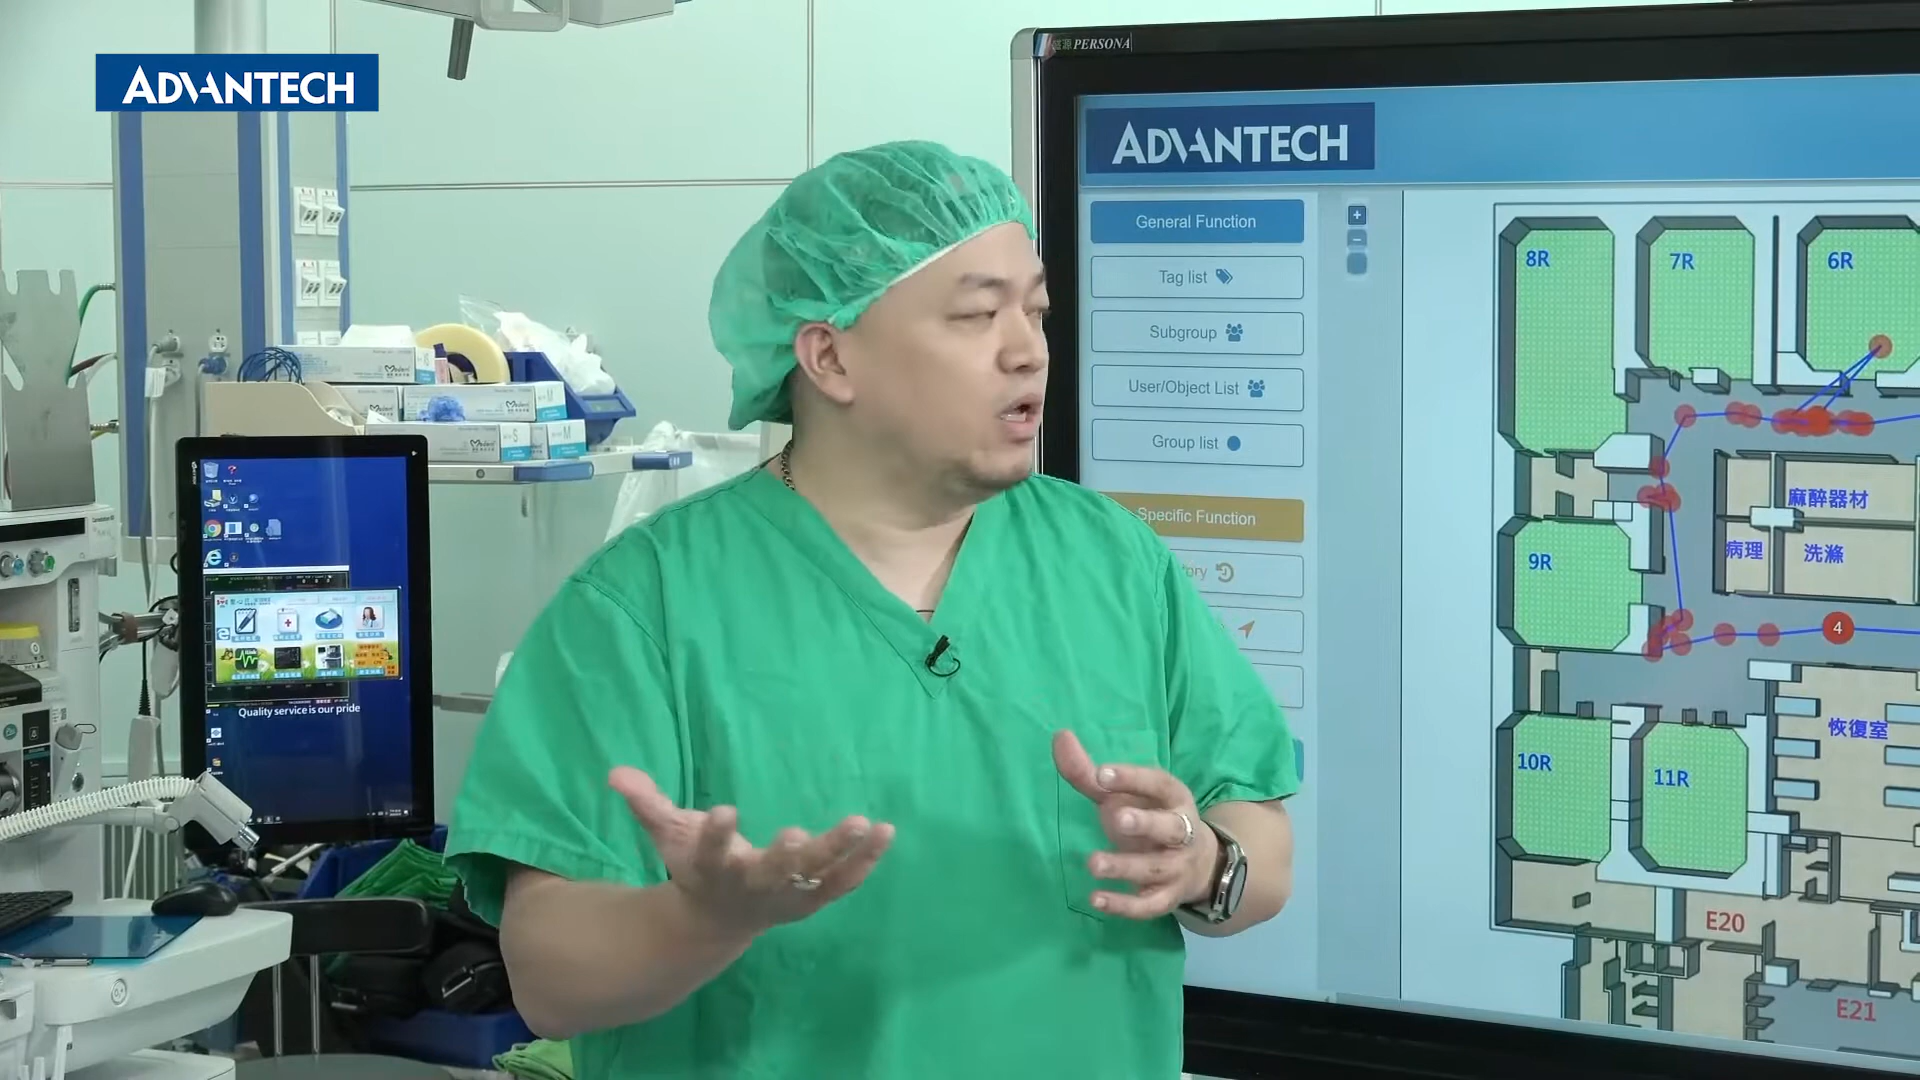 ADVANTECH
PERSONA
ADVANTECH
General Function
Tag list
Subgroup
User/Object List
Group list
Specific Function
tory
8R
7R
6R
麻醉器材
病理
洗滌
9R
4
恢復室
10R
11R
E20
E21
Quality service is our pride
S
M
M